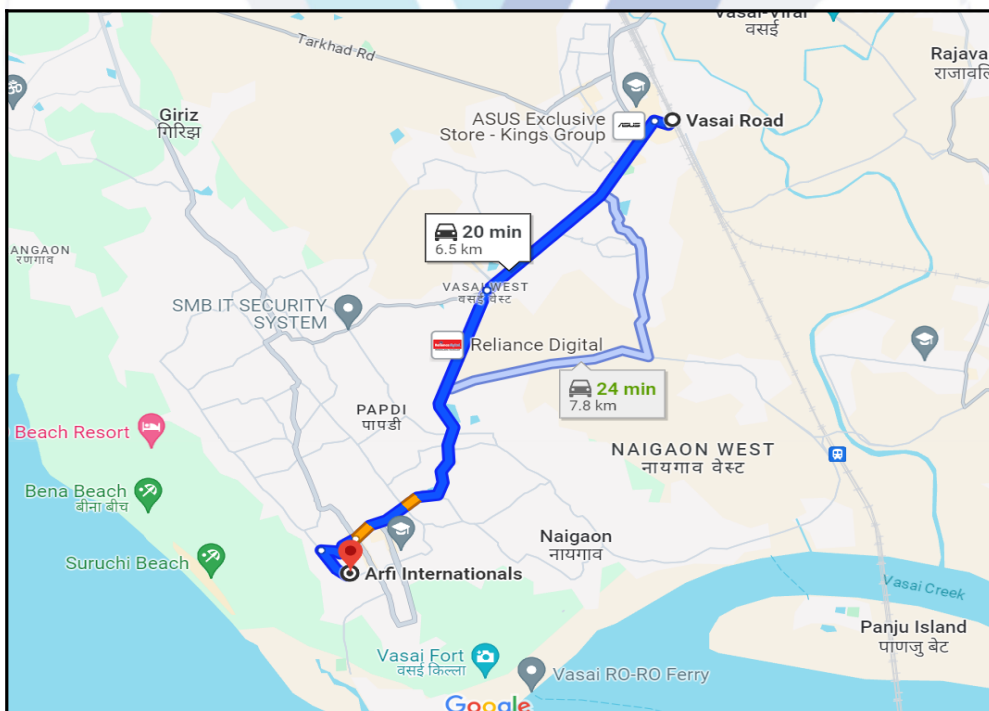 Vasai-Virar
वसई
Tarkhad Rd
Rajava
राजावलि
Giriz
गिरिझ
ASUS Exclusive
Store - Kings Group
ASUS
Vasai Road
20 min
6.5 km
ANGAON
रणगाव
VASAI WEST
वसई वेस्ट
SMB IT SECURITY
SYSTEM
Reliance Digital
24 min
7.8 km
PAPDI
पापडी
Beach Resort
NAIGAON WEST
नायगाव वेस्ट
Bena Beach
बीना बीच
Naigaon
नायगाव
Suruchi Beach
Arfi Internationals
Vasai Creek
Panju Island
पाणजु बेट
Vasai Fort
वसई किल्ला
Vasai RO-RO Ferry
Google